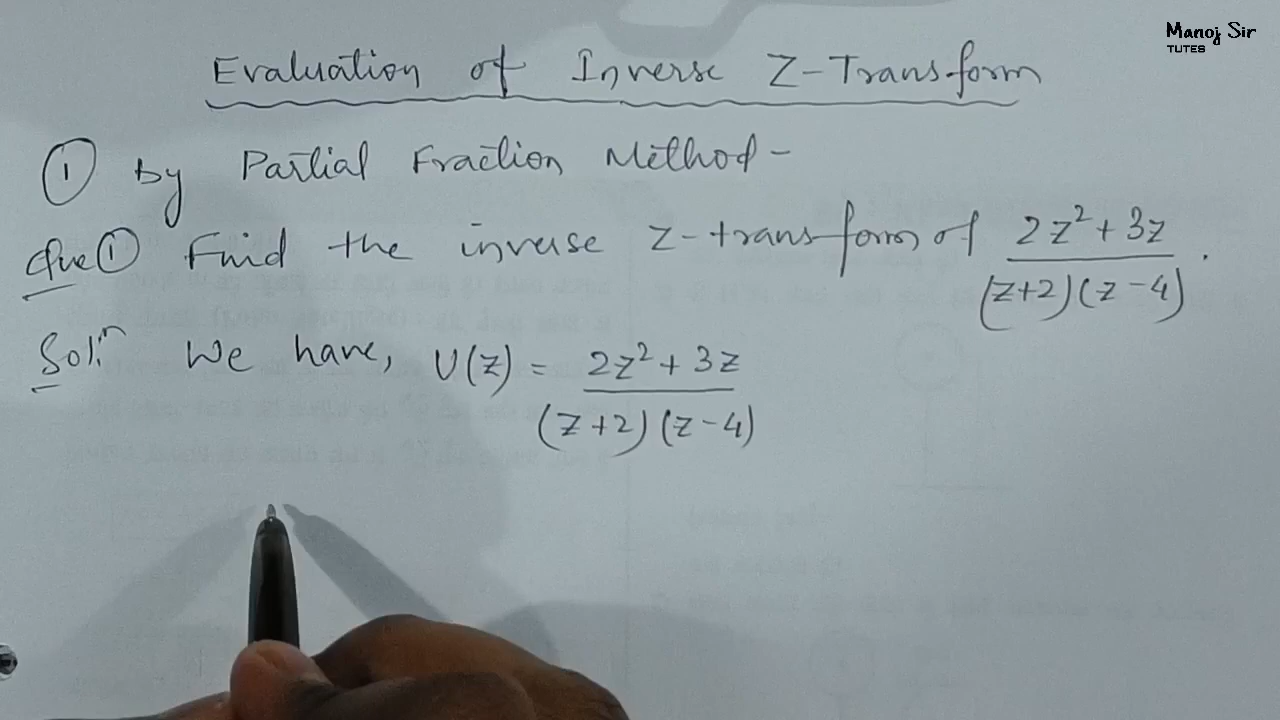 Manoj Sir
TUTES
Evaluation of Inverse Z-Transform
① By Partial Fraction Method-
Que① Find the inverse z-transform of (2z²+3z)/((z+2)(z-4)).
Solⁿ: We have, U(z) = (2z²+3z)/((z+2)(z-4))